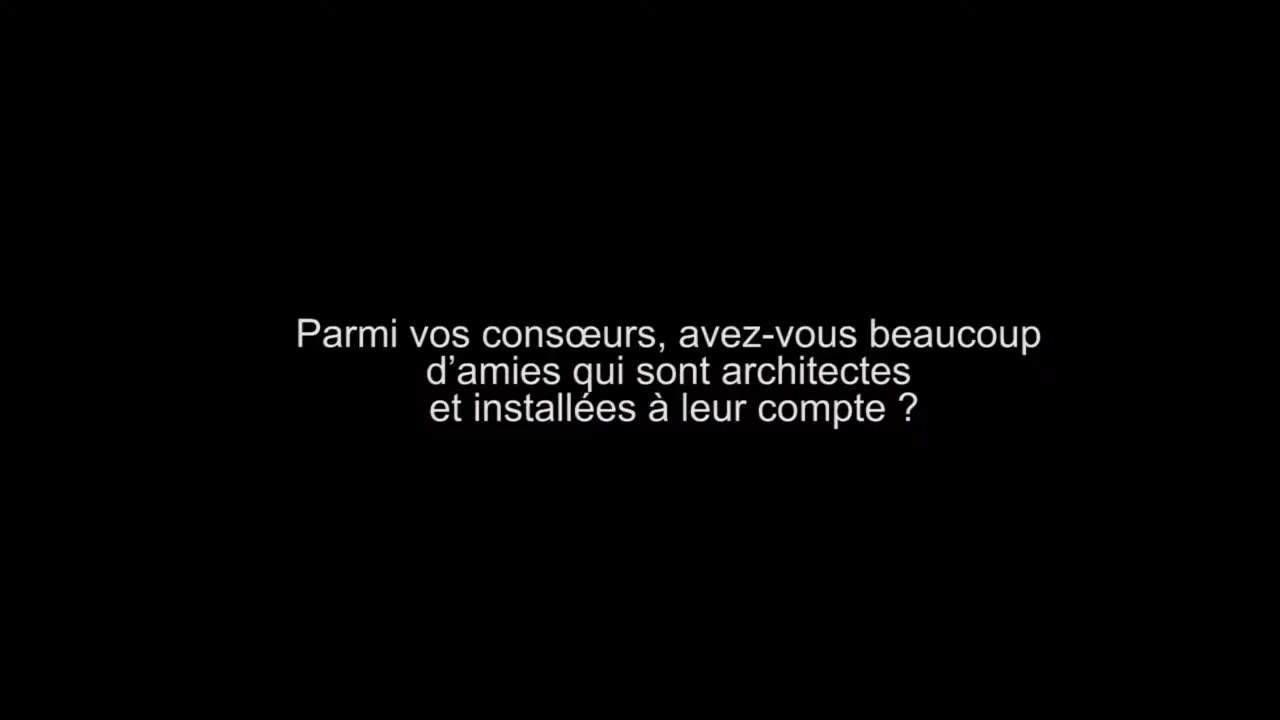 Parmi vos consœurs, avez-vous beaucoup
d’amies qui sont architectes
et installées à leur compte ?